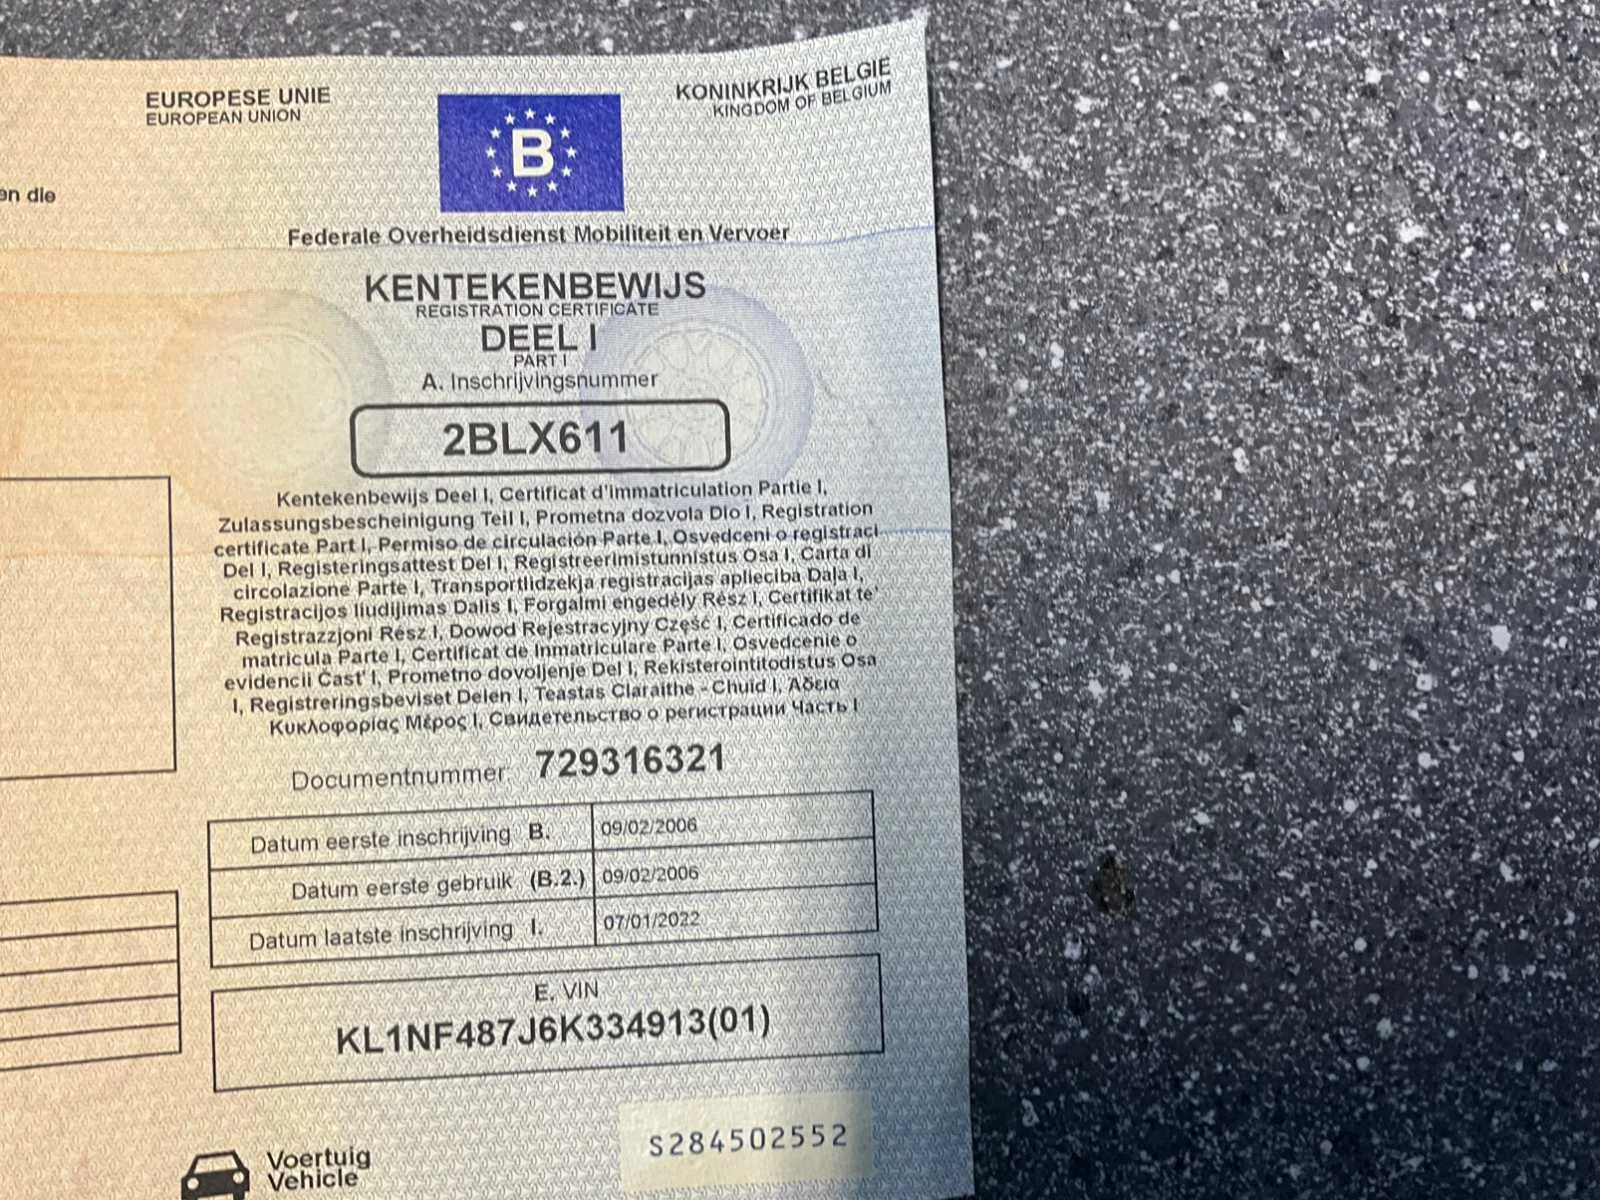 EUROPESE UNIE
EUROPEAN UNION
B
KONINKRIJK BELGIE
KINGDOM OF BELGIUM
en die
Federale Overheidsdienst Mobiliteit en Vervoer
KENTEKENBEWIJS
REGISTRATION CERTIFICATE
DEEL I
PART I
A. Inschrijvingsnummer
2BLX611
Kentekenbewijs Deel I, Certificat d'immatriculation Partie I,
Zulassungsbescheinigung Teil I, Prometna dozvola Dio I, Registration
certificate Part I, Permiso de circulación Parte I, Osvedceni o registraci
Del I, Registeringsattest Del I, Registreerimistunnistus Osa I, Carta di
circolazione Parte I, Transportlidzekja registracijas aplieciba Daļa I,
Registracijos liudijimas Dalis I, Forgalmi engedély Rész I, Certifikat te'
Registrazzjoni Rész I, Dowod Rejestracyjny Część I, Certificado de
matricula Parte I, Certificat de Inmatriculare Parte I, Osvedcenie o
evidencii Cast' I, Prometno dovoljenje Del I, Rekisterointitodistus Osa
I, Registreringsbeviset Delen I, Teastas Claraithe - Chuid I, Άδεια
Κυκλοφορίας Μέρος I, Свидетельство о регистрации Часть I
Documentnummer: 729316321
Datum eerste inschrijving B. 09/02/2006
Datum eerste gebruik (B.2.) 09/02/2006
Datum laatste inschrijving I. 07/01/2022
E. VIN
KL1NF487J6K334913(01)
S284502552
Voertuig
Vehicle